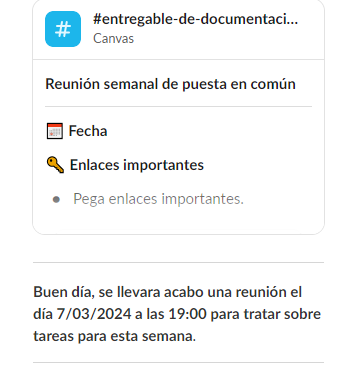 #entregable-de-documentaci...
Canvas
Reunión semanal de puesta en común
Fecha
Enlaces importantes
Pega enlaces importantes.
Buen día, se llevara acabo una reunión el
día 7/03/2024 a las 19:00 para tratar sobre
tareas para esta semana.